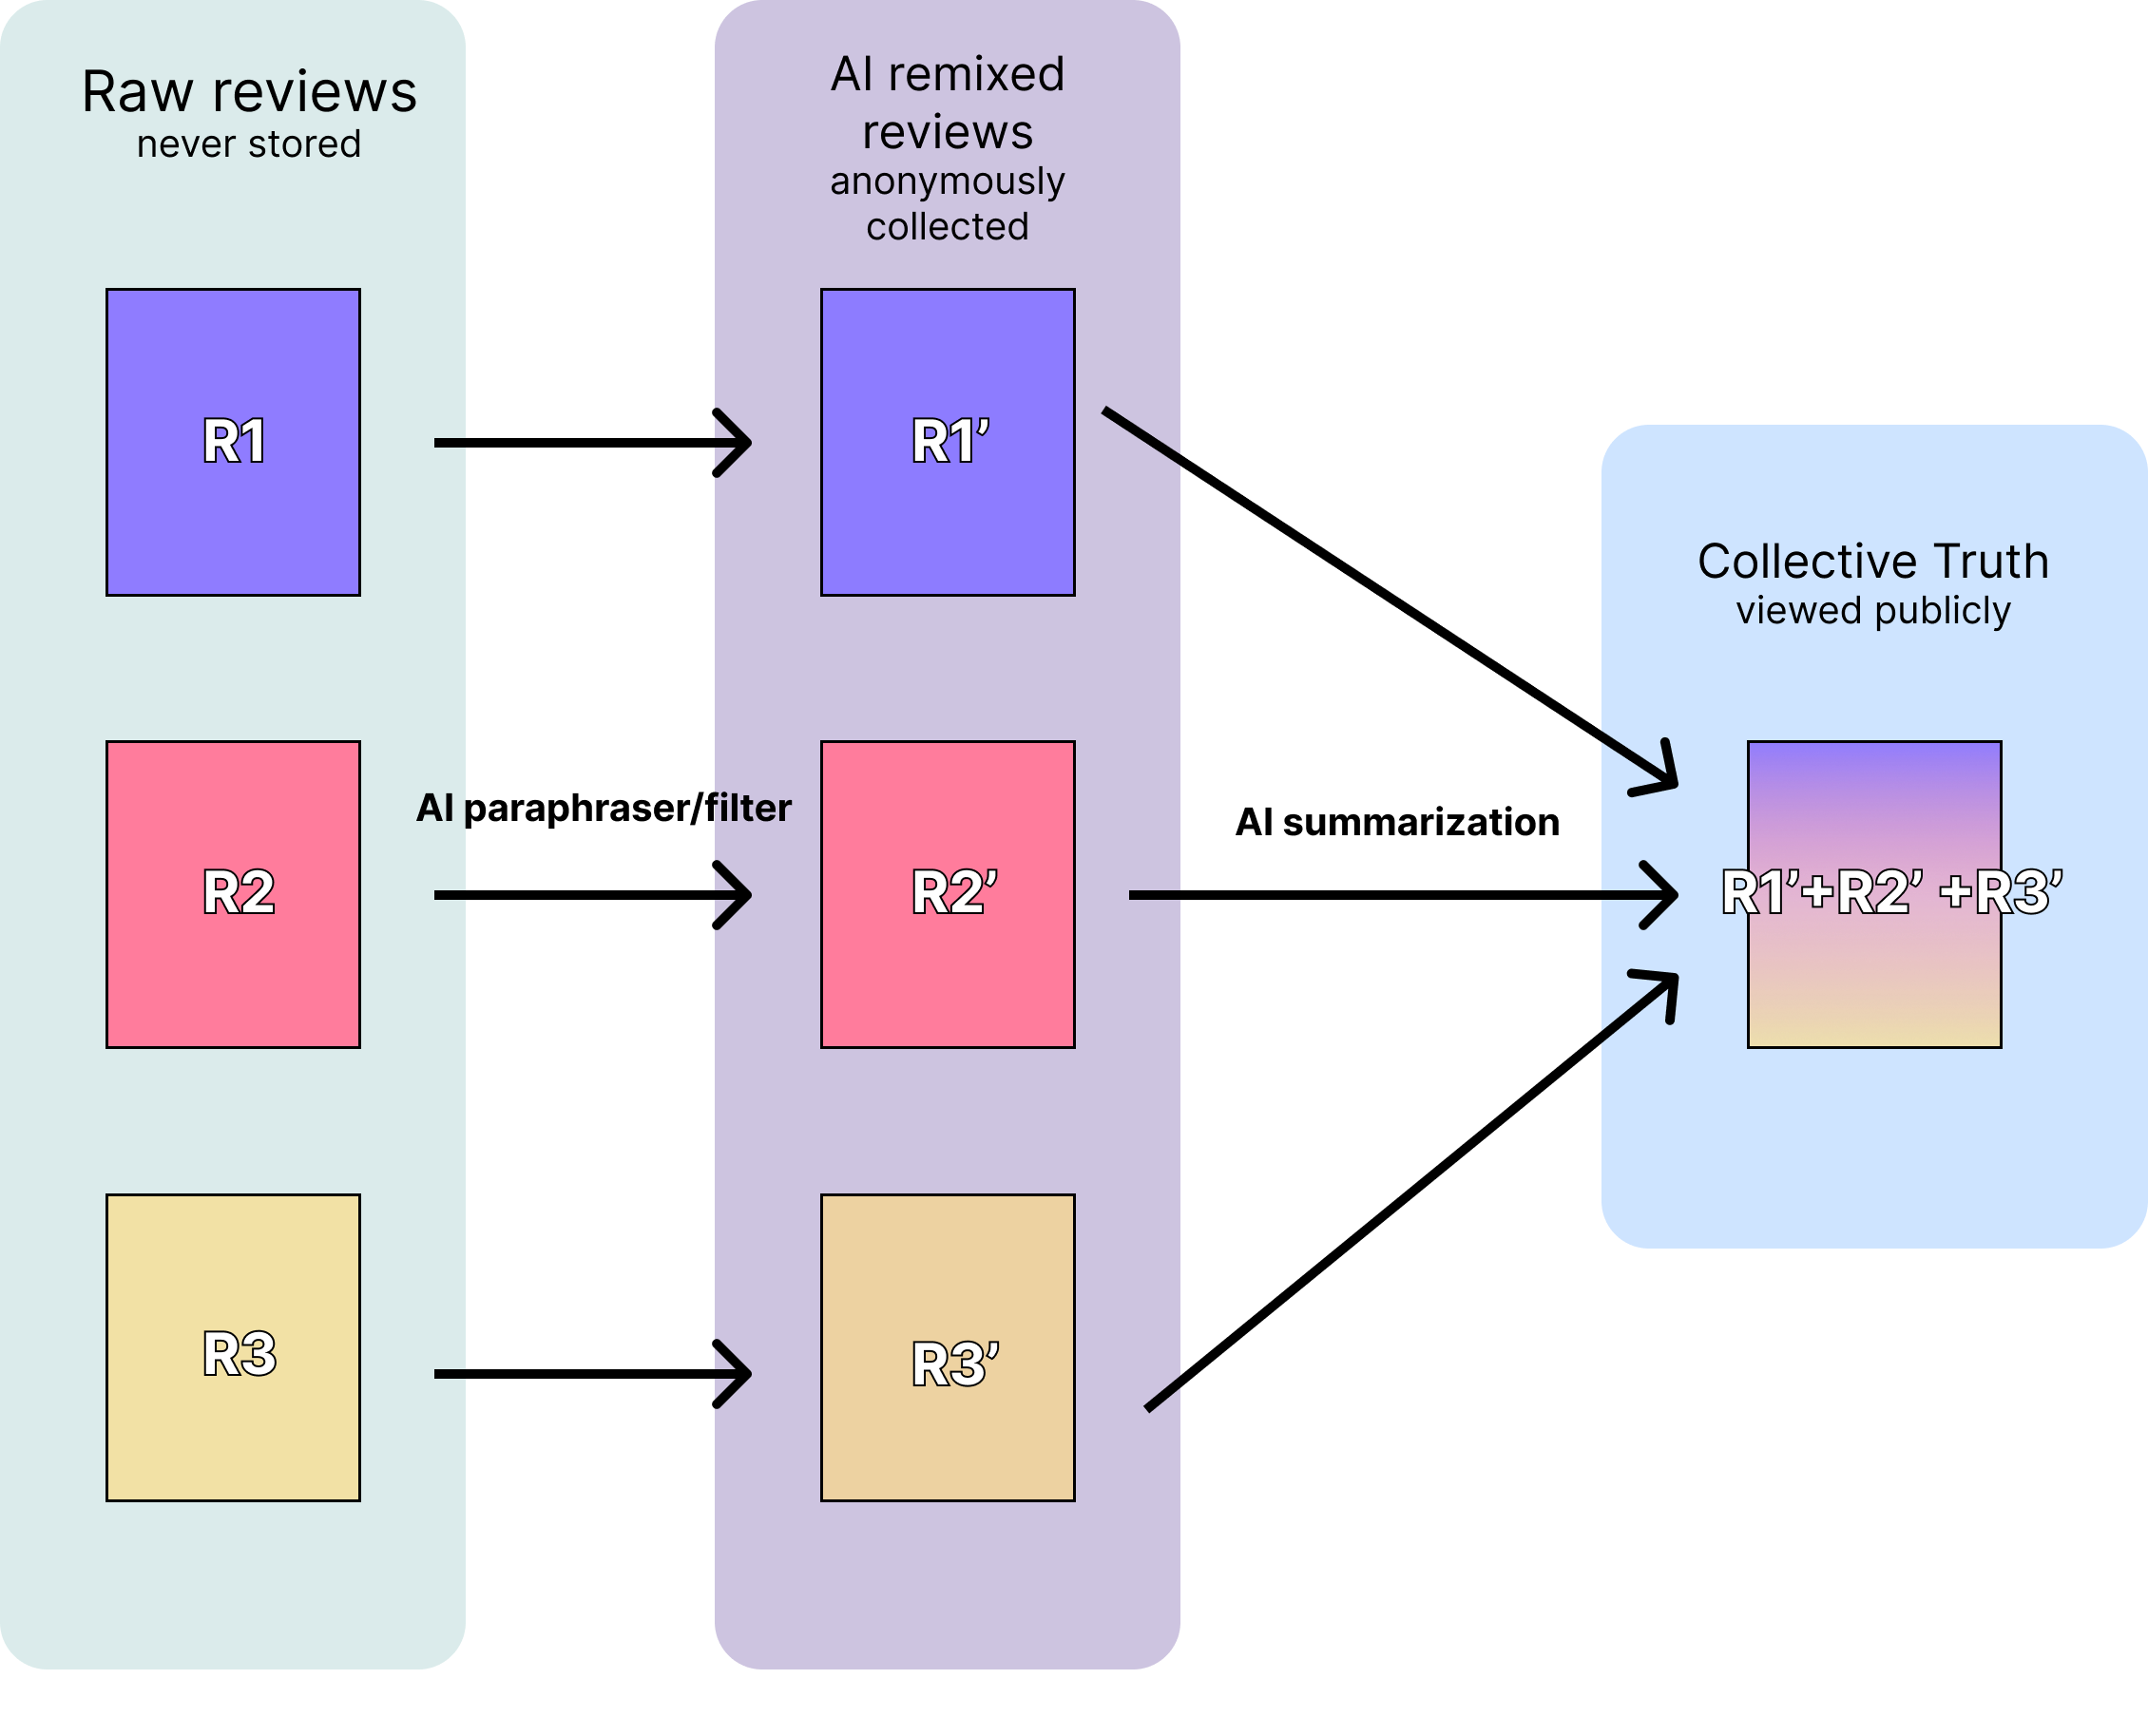 Raw reviews
never stored
AI remixed
reviews
anonymously
collected
R1
R1’
Collective Truth
viewed publicly
AI paraphraser/filter
AI summarization
R2
R2’
R1’+R2’ +R3’
R3
R3’